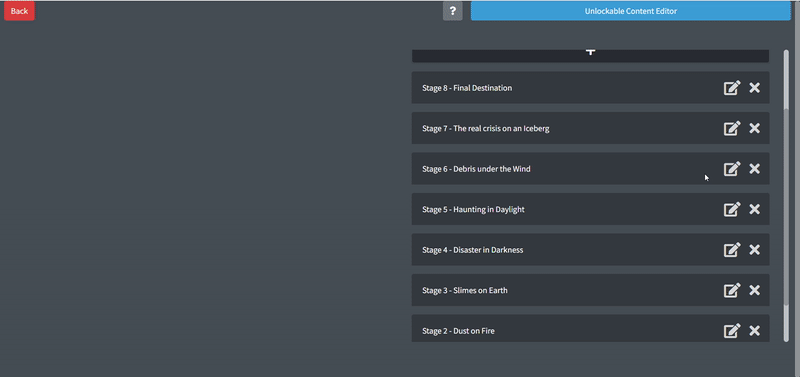 Back
?
Unlockable Content Editor
Stage 8 - Final Destination
Stage 7 - The real crisis on an Iceberg
Stage 6 - Debris under the Wind
Stage 5 - Haunting in Daylight
Stage 4 - Disaster in Darkness
Stage 3 - Slimes on Earth
Stage 2 - Dust on Fire